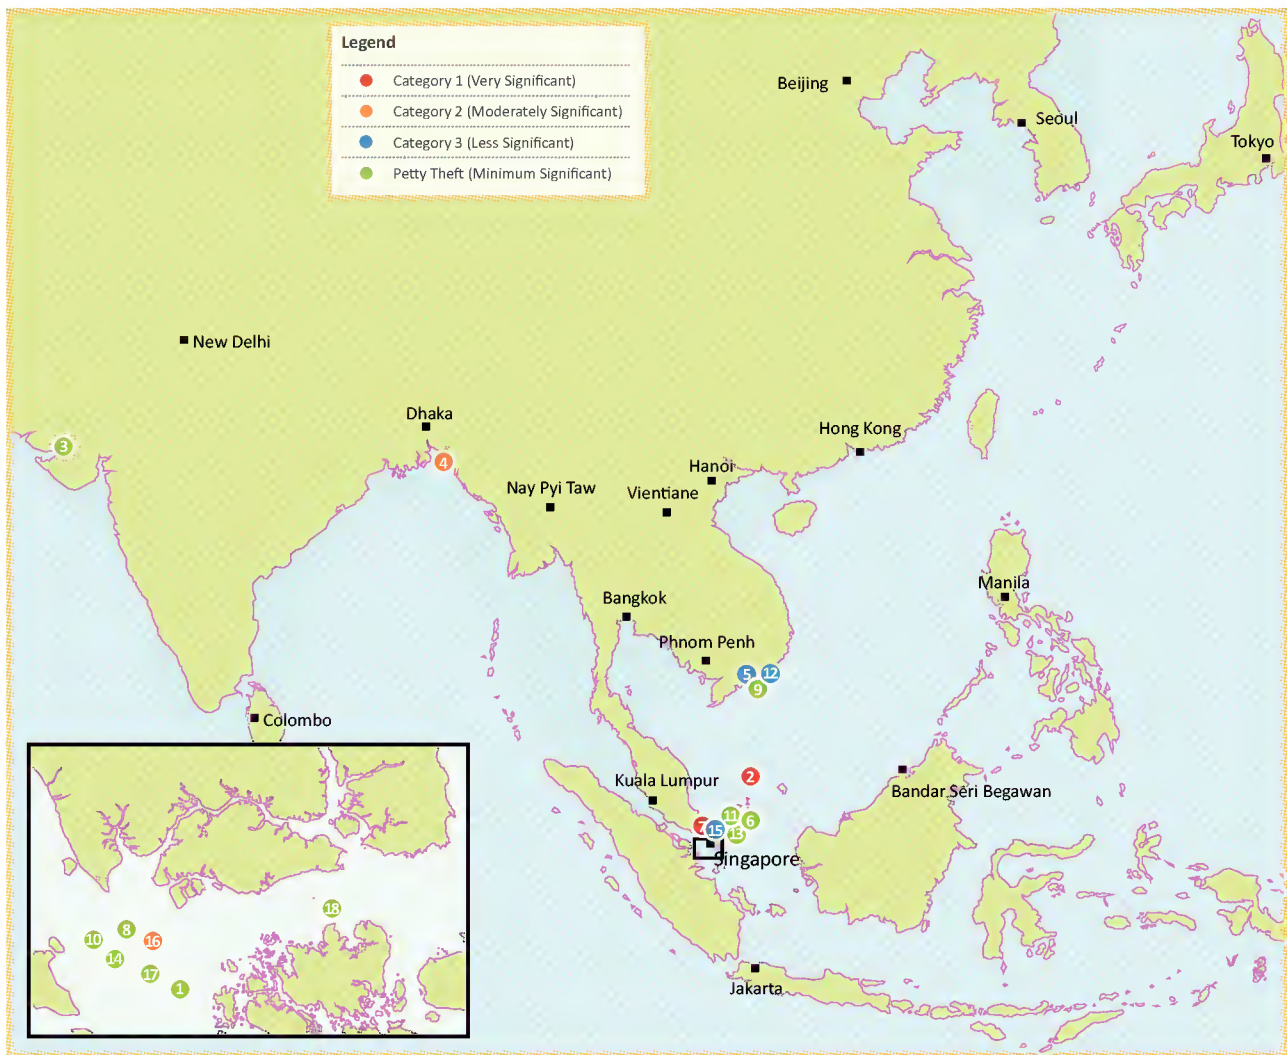 Legend
Category 1 (Very Significant)
Category 2 (Moderately Significant)
Category 3 (Less Significant)
Petty Theft (Minimum Significant)
Beijing
Seoul
Tokyo
New Delhi
Dhaka
Hong Kong
3
4
Hanoi
Nay Pyi Taw
Vientiane
Manila
Bangkok
Phnom Penh
5
12
9
Colombo
2
Kuala Lumpur
Bandar Seri Begawan
11
6
7
15
13
Singapore
18
8
10
16
14
17
1
Jakarta